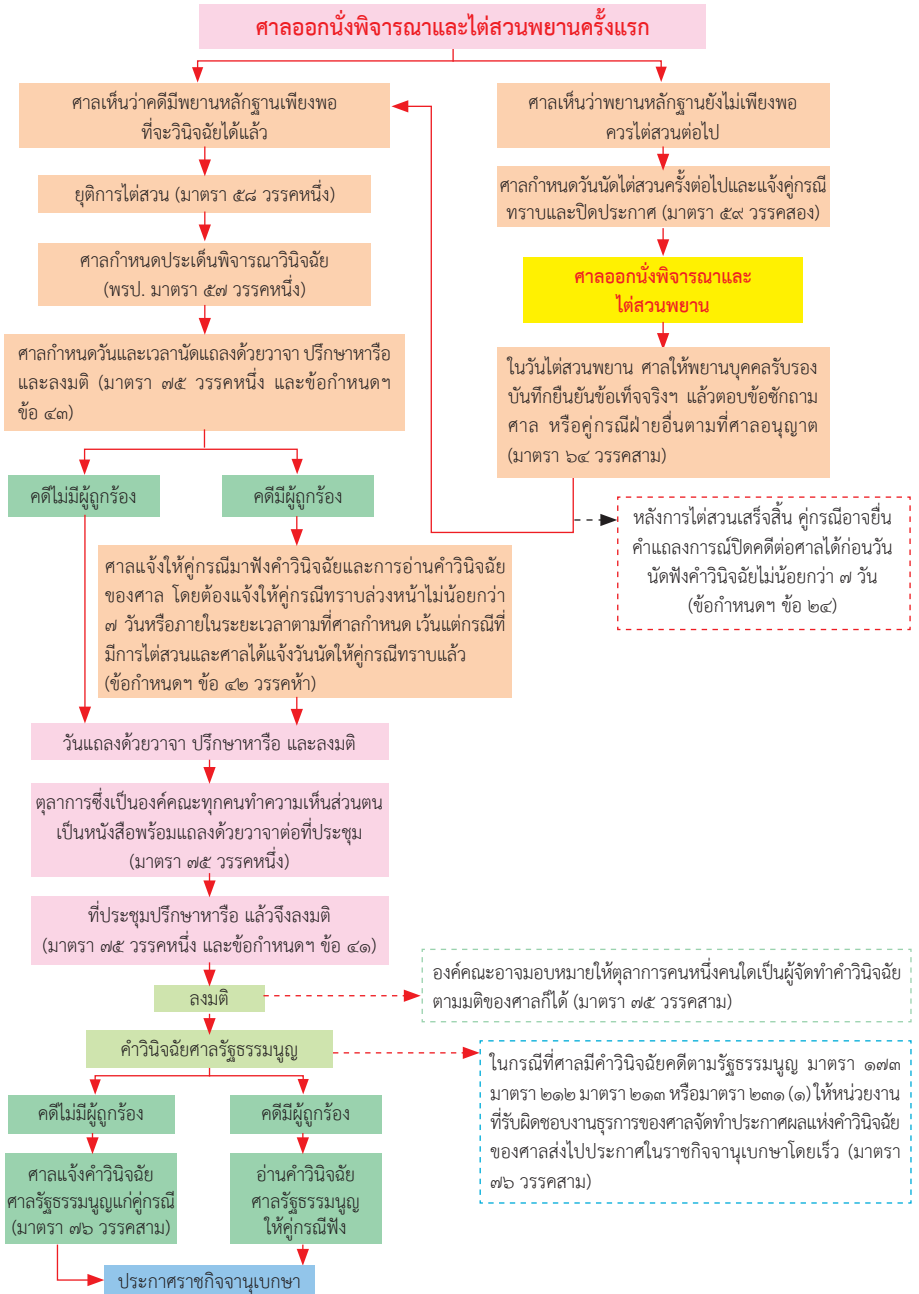 ศาลออกนั่งพิจารณาและไต่สวนพยานครั้งแรก
ศาลเห็นว่าคดีมีพยานหลักฐานเพียงพอ
ที่จะวินิจฉัยได้แล้ว
ศาลเห็นว่าพยานหลักฐานยังไม่เพียงพอ
ควรไต่สวนต่อไป
ยุติการไต่สวน (มาตรา ๕๘ วรรคหนึ่ง)
ศาลกำหนดวันนัดไต่สวนครั้งต่อไปและแจ้งคู่กรณี
ทราบและปิดประกาศ (มาตรา ๕๙ วรรคสอง)
ศาลกำหนดประเด็นพิจารณาวินิจฉัย
(พรป. มาตรา ๕๗ วรรคหนึ่ง)
ศาลออกนั่งพิจารณาและ
ไต่สวนพยาน
ศาลกำหนดวันและเวลานัดแถลงด้วยวาจา ปรึกษาหารือ
และลงมติ (มาตรา ๗๕ วรรคหนึ่ง และข้อกำหนดฯ
ข้อ ๔๓)
ในวันไต่สวนพยาน ศาลให้พยานบุคคลรับรอง
บันทึกยืนยันข้อเท็จจริงฯ แล้วตอบข้อซักถาม
ศาล หรือคู่กรณีฝ่ายอื่นตามที่ศาลอนุญาต
(มาตรา ๖๔ วรรคสาม)
คดีไม่มีผู้ถูกร้อง
คดีมีผู้ถูกร้อง
หลังการไต่สวนเสร็จสิ้น คู่กรณีอาจยื่น
คำแถลงการณ์ปิดคดีต่อศาลได้ก่อนวัน
นัดฟังคำวินิจฉัยไม่น้อยกว่า ๗ วัน
(ข้อกำหนดฯ ข้อ ๒๔)
ศาลแจ้งให้คู่กรณีมาฟังคำวินิจฉัยและการอ่านคำวินิจฉัย
ของศาล โดยต้องแจ้งให้คู่กรณีทราบล่วงหน้าไม่น้อยกว่า
๗ วันหรือภายในระยะเวลาตามที่ศาลกำหนด เว้นแต่กรณีที่
มีการไต่สวนและศาลได้แจ้งวันนัดให้คู่กรณีทราบแล้ว
(ข้อกำหนดฯ ข้อ ๔๒ วรรคห้า)
วันแถลงด้วยวาจา ปรึกษาหารือ และลงมติ
ตุลาการซึ่งเป็นองค์คณะทุกคนทำความเห็นส่วนตน
เป็นหนังสือพร้อมแถลงด้วยวาจาต่อที่ประชุม
(มาตรา ๗๕ วรรคหนึ่ง)
ที่ประชุมปรึกษาหารือ แล้วจึงลงมติ
(มาตรา ๗๕ วรรคหนึ่ง และข้อกำหนดฯ ข้อ ๔๑)
ลงมติ
องค์คณะอาจมอบหมายให้ตุลาการคนหนึ่งคนใดเป็นผู้จัดทำคำวินิจฉัย
ตามมติของศาลก็ได้ (มาตรา ๗๕ วรรคสาม)
คำวินิจฉัยศาลรัฐธรรมนูญ
ในกรณีที่ศาลมีคำวินิจฉัยคดีตามรัฐธรรมนูญ มาตรา ๑๗๓
มาตรา ๒๑๒ มาตรา ๒๑๓ หรือมาตรา ๒๓๑ (๑) ให้หน่วยงาน
ที่รับผิดชอบงานธุรการของศาลจัดทำประกาศผลแห่งคำวินิจฉัย
ของศาลส่งไปประกาศในราชกิจจานุเบกษาโดยเร็ว (มาตรา
๗๖ วรรคสาม)
คดีไม่มีผู้ถูกร้อง
คดีมีผู้ถูกร้อง
ศาลแจ้งคำวินิจฉัย
ศาลรัฐธรรมนูญแก่คู่กรณี
(มาตรา ๗๖ วรรคสาม)
อ่านคำวินิจฉัย
ศาลรัฐธรรมนูญ
ให้คู่กรณีฟัง
ประกาศราชกิจจานุเบกษา